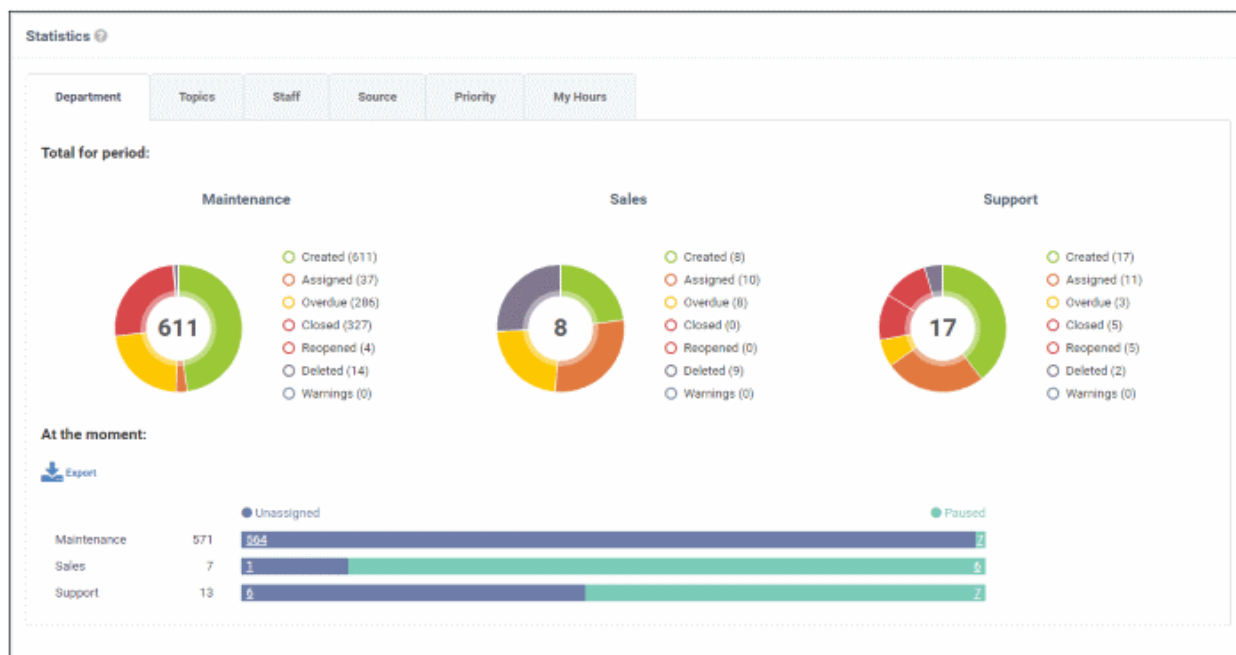 Statistics
Department Topics Staff Source Priority My Hours
Total for period:
Maintenance
611
Created (611)
Assigned (37)
Overdue (286)
Closed (327)
Reopened (4)
Deleted (14)
Warnings (0)
Sales
8
Created (8)
Assigned (10)
Overdue (8)
Closed (0)
Reopened (0)
Deleted (9)
Warnings (0)
Support
17
Created (17)
Assigned (11)
Overdue (3)
Closed (5)
Reopened (5)
Deleted (2)
Warnings (0)
At the moment:
Export
Unassigned Paused
Maintenance 571 564 7
Sales 7 1 6
Support 13 6 7